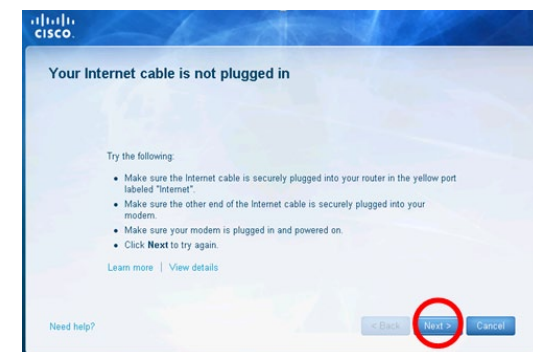 CISCO.
Your Internet cable is not plugged in
Try the following:
• Make sure the Internet cable is securely plugged into your router in the yellow port
labeled "Internet".
• Make sure the other end of the Internet cable is securely plugged into your
modem.
• Make sure your modem is plugged in and powered on.
• Click Next to try again.
Learn more | View details
Need help? < Back Next > Cancel